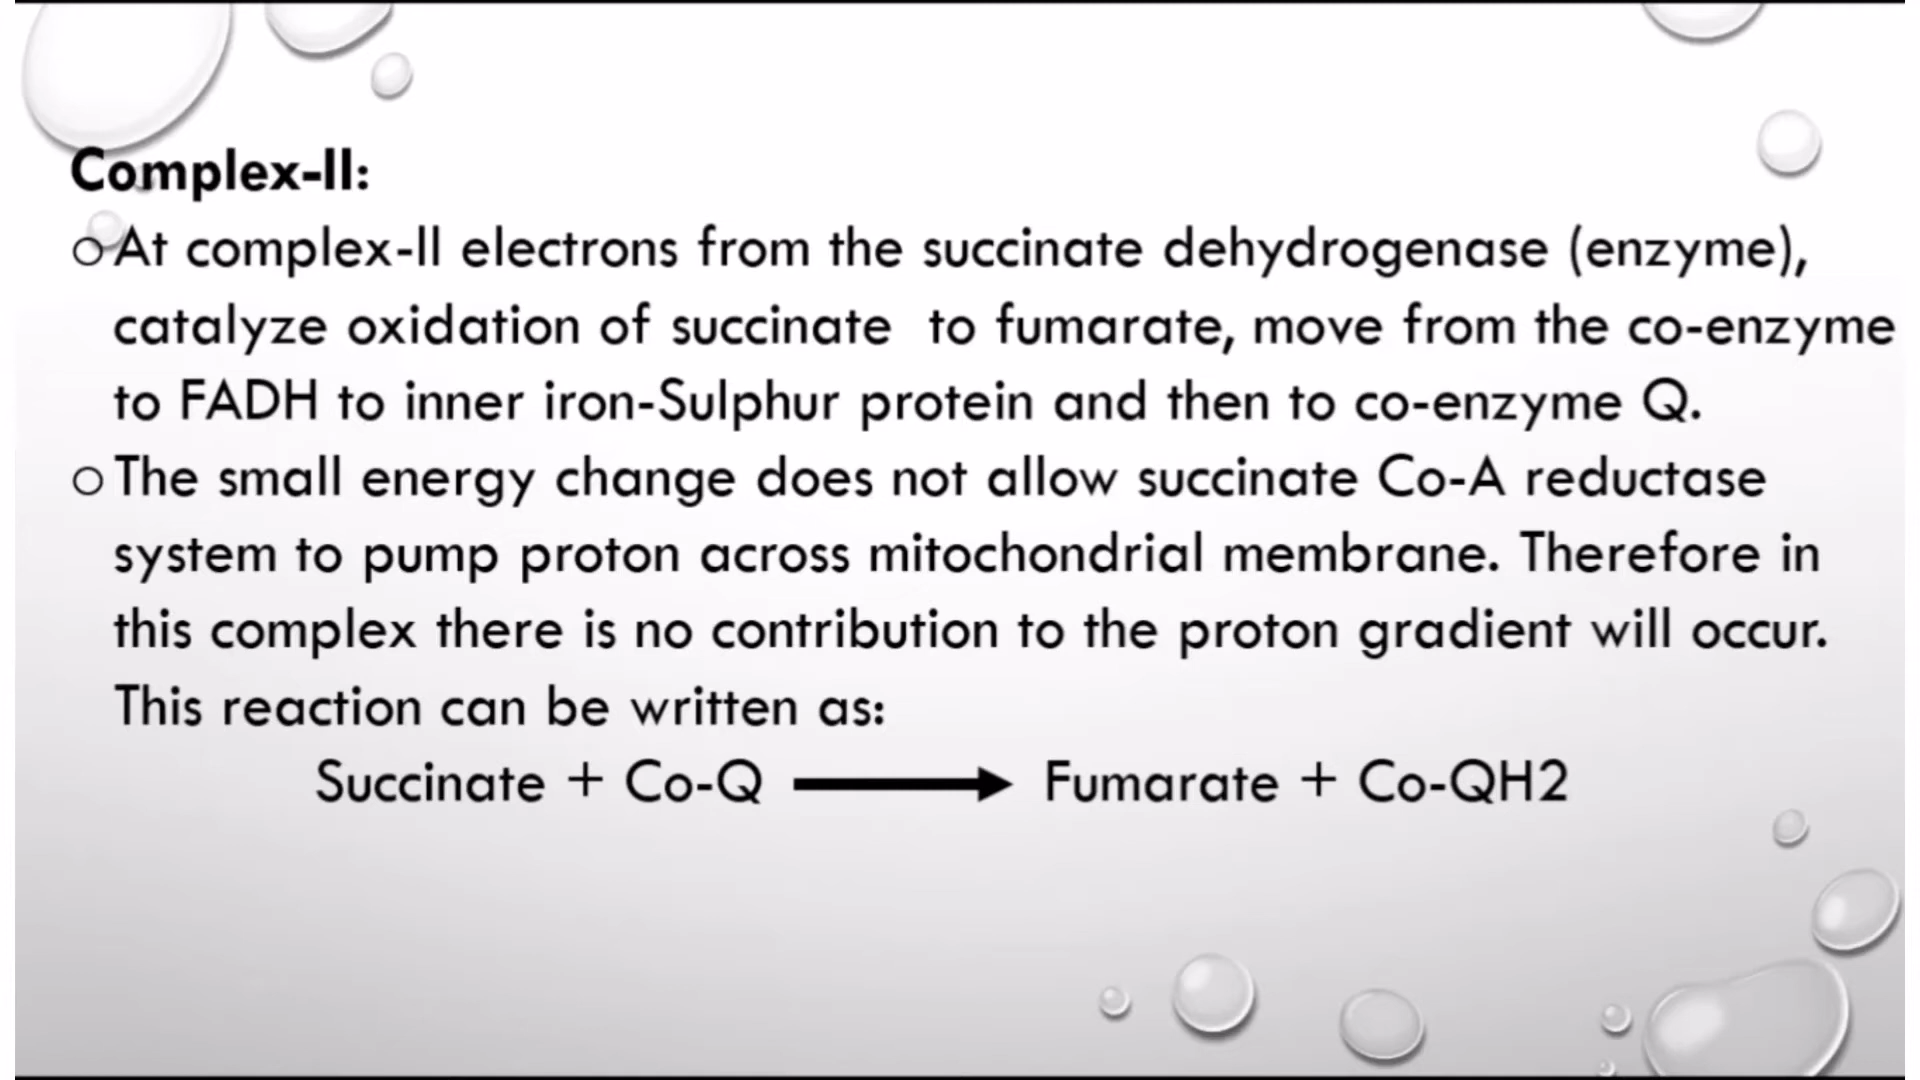 Complex-II:
○ At complex-II electrons from the succinate dehydrogenase (enzyme),
catalyze oxidation of succinate to fumarate, move from the co-enzyme
to FADH to inner iron-Sulphur protein and then to co-enzyme Q.
○ The small energy change does not allow succinate Co-A reductase
system to pump proton across mitochondrial membrane. Therefore in
this complex there is no contribution to the proton gradient will occur.
This reaction can be written as:
Succinate + Co-Q ⟶ Fumarate + Co-QH2